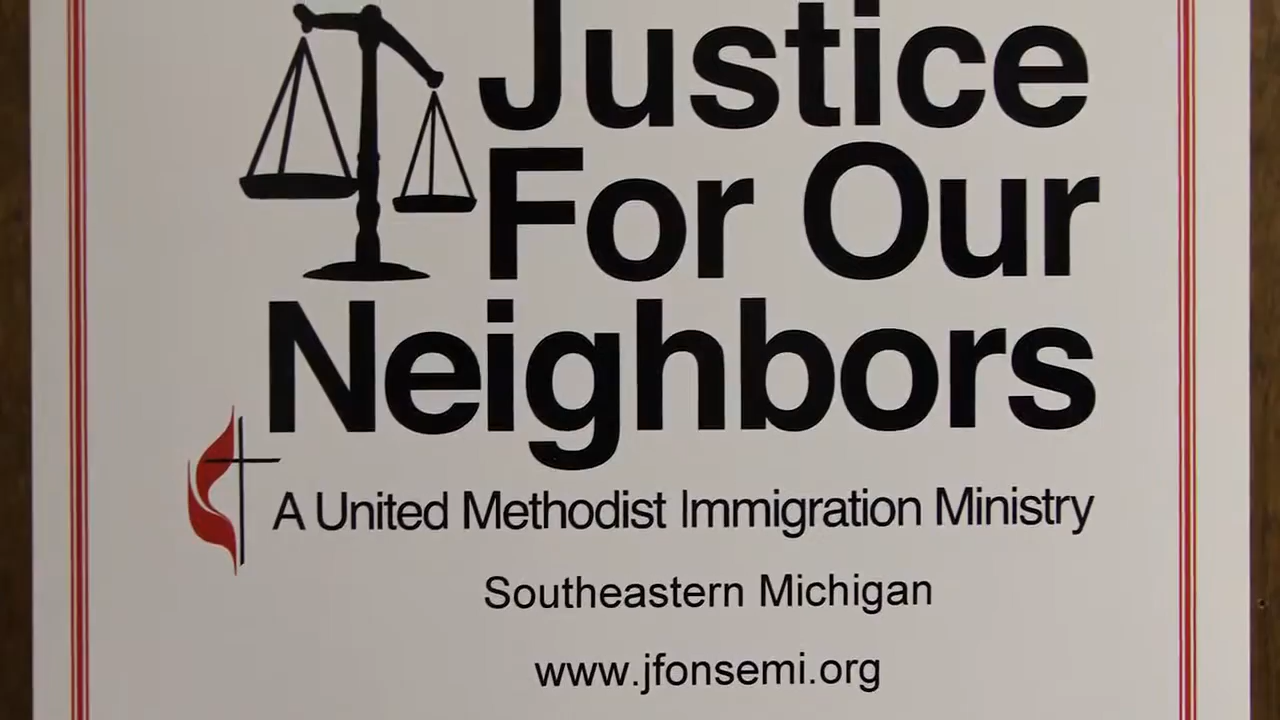 Justice
For Our
Neighbors
A United Methodist Immigration Ministry
Southeastern Michigan
www.jfonsemi.org